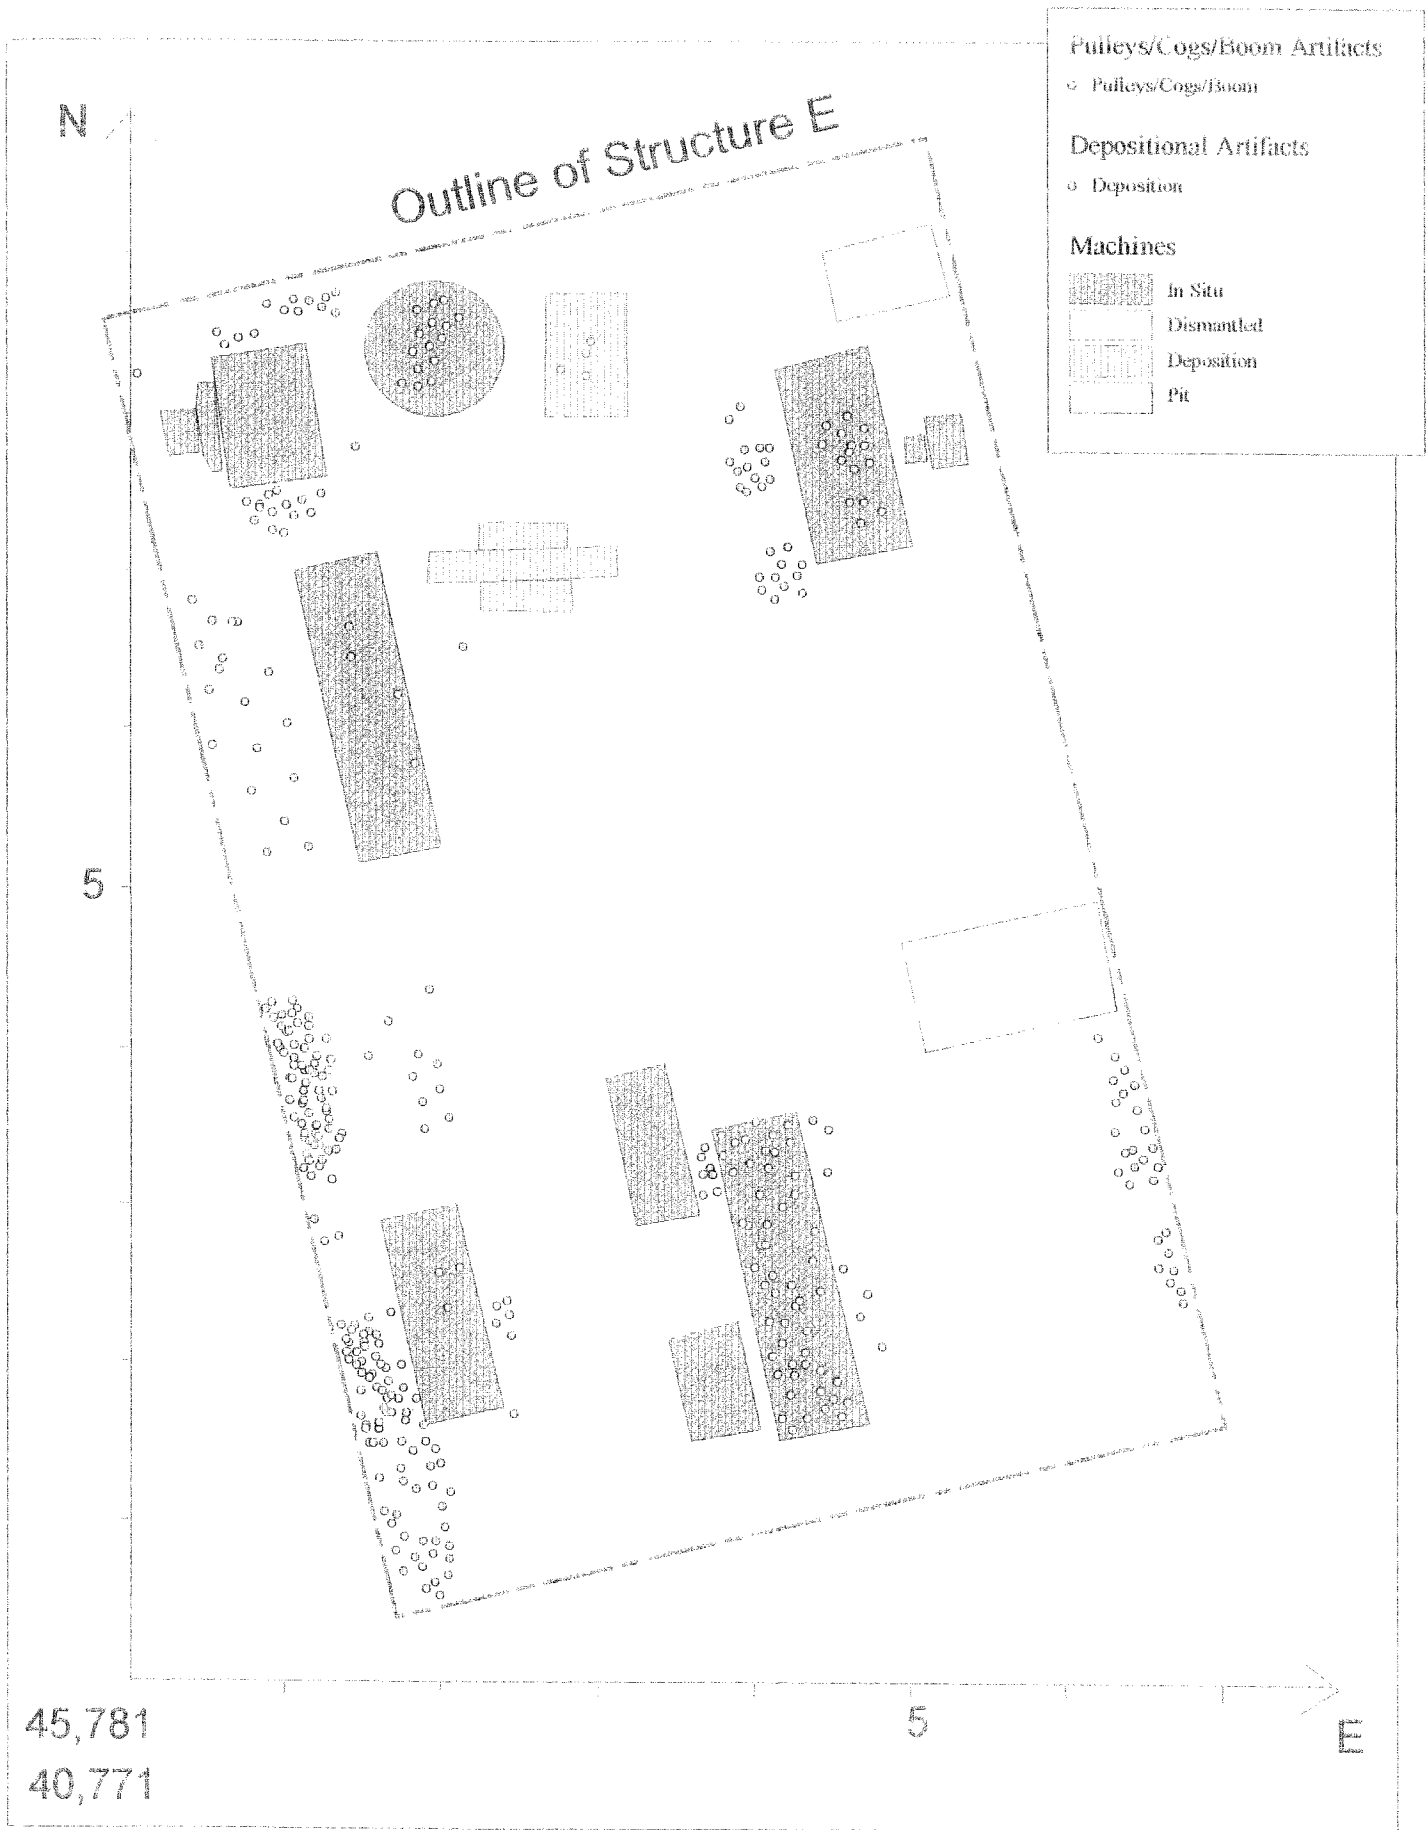 Pulleys/Cogs/Boom Artifacts
Pulleys/Cogs/Boom
Depositional Artifacts
Deposition
Machines
In Situ
Dismantled
Deposition
Pit
N
Outline of Structure E
5
5
E
45,781
40,771